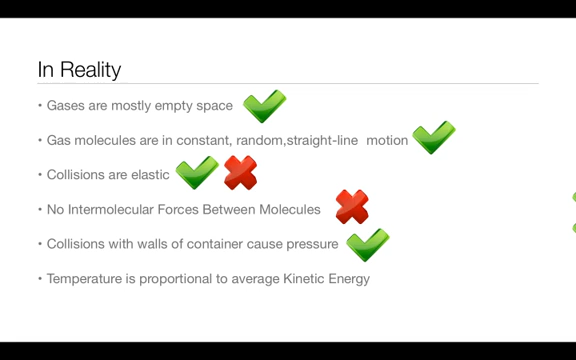 In Reality
• Gases are mostly empty space
• Gas molecules are in constant, random,straight-line motion
• Collisions are elastic
• No Intermolecular Forces Between Molecules
• Collisions with walls of container cause pressure
• Temperature is proportional to average Kinetic Energy